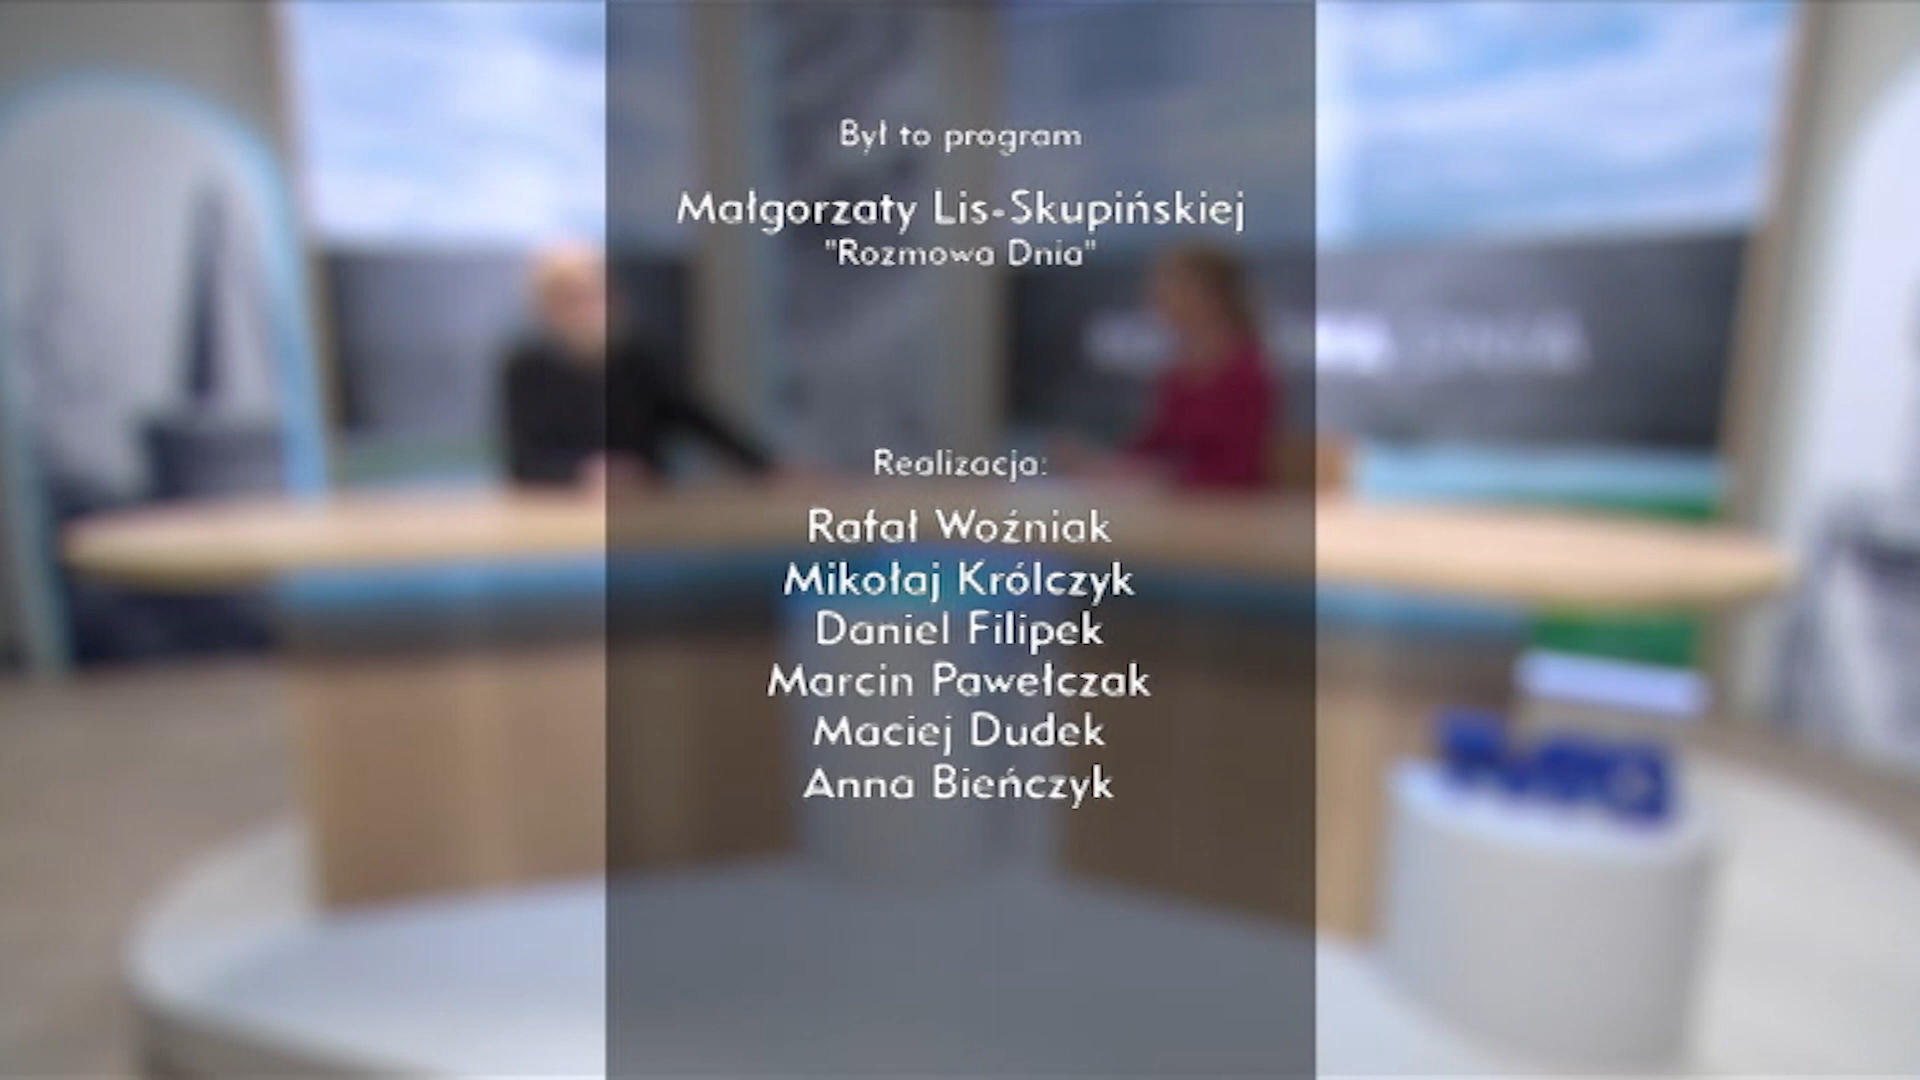 Był to program
Małgorzaty Lis-Skupińskiej
"Rozmowa Dnia"
Realizacja:
Rafał Woźniak
Mikołaj Królczyk
Daniel Filipek
Marcin Pawełczak
Maciej Dudek
Anna Bieńczyk